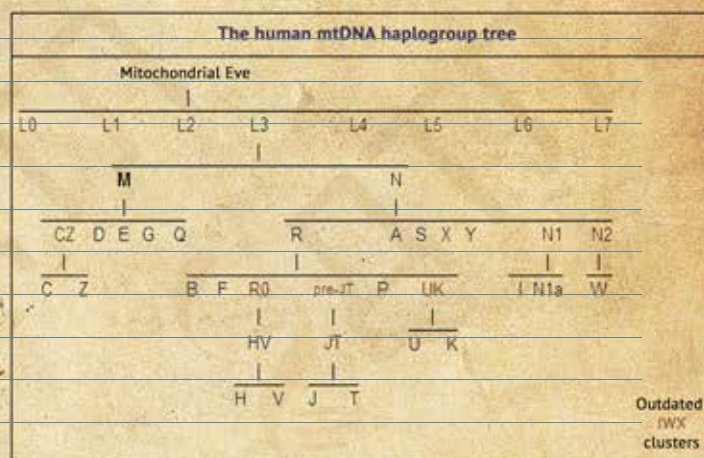 The human mtDNA haplogroup tree
Mitochondrial Eve
L0 L1 L2 L3 L4 L5 L6 L7
M N
CZ D E G Q R A S X Y N1 N2
C Z B F R0 pre-JT P UK I N1a W
HV JT U K
H V J T
Outdated
IWX
clusters